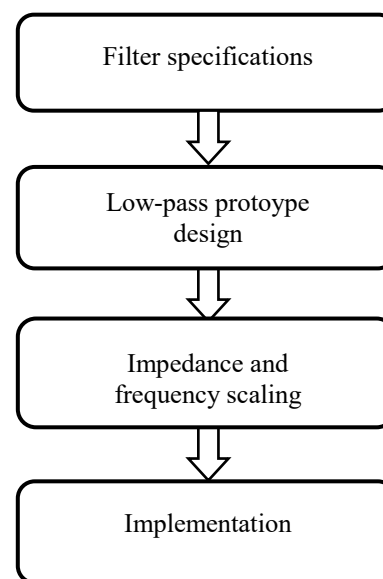 Filter specifications
Low-pass protoype
design
Impedance and
frequency scaling
Implementation